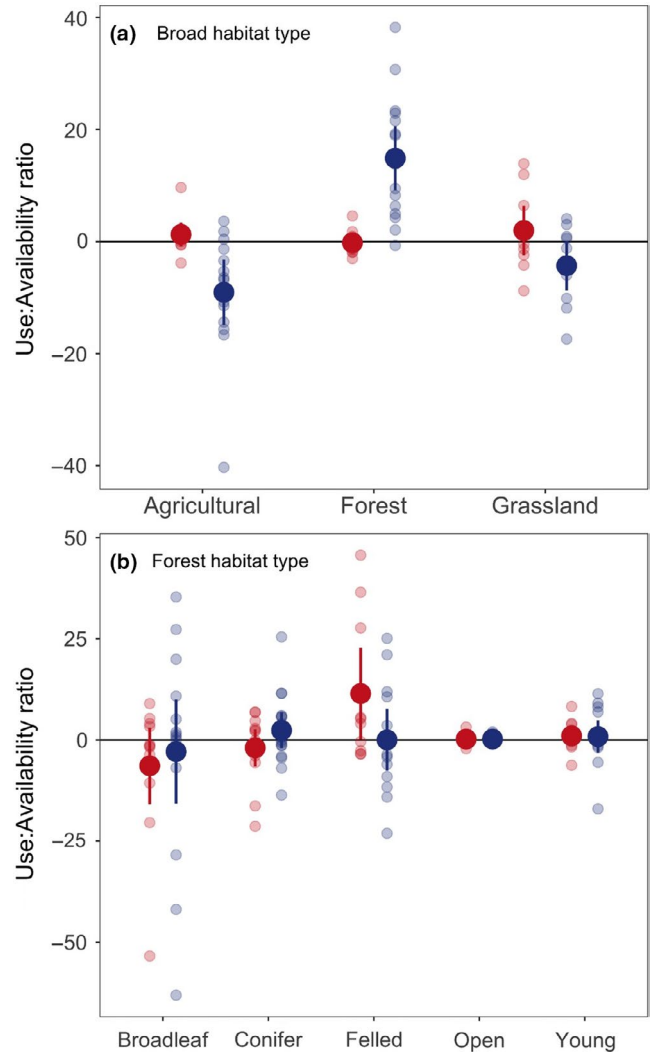 (a) Broad habitat type
40
20
0
−20
−40
Use:Availability ratio
Agricultural Forest Grassland
(b) Forest habitat type
50
25
0
−25
−50
Use:Availability ratio
Broadleaf Conifer Felled Open Young